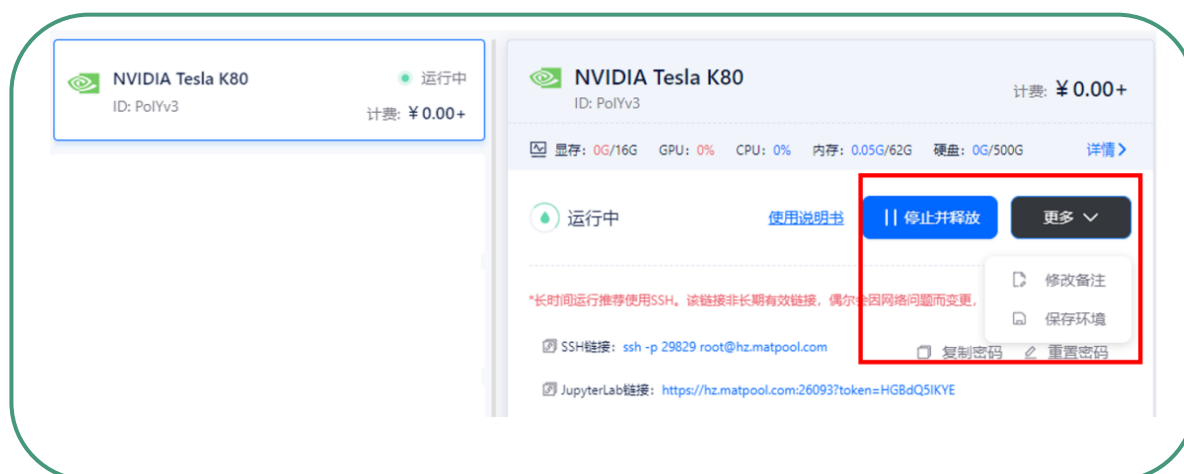 NVIDIA Tesla K80
运行中
ID: PolYv3
计费: ¥0.00+
NVIDIA Tesla K80
ID: PolYv3
计费: ¥0.00+
显存: 0G/16G GPU: 0% CPU: 0% 内存: 0.05G/62G 硬盘: 0G/500G 详情
运行中 使用说明书 停止并释放 更多
修改备注
*长时间运行推荐使用SSH。该链接非长期有效链接，偶尔会因网络问题而变更，
保存环境
SSH链接: ssh -p 29829 root@hz.matpool.com 复制密码 重置密码
JupyterLab链接: https://hz.matpool.com:26093?token=HGBdQ5IKYE